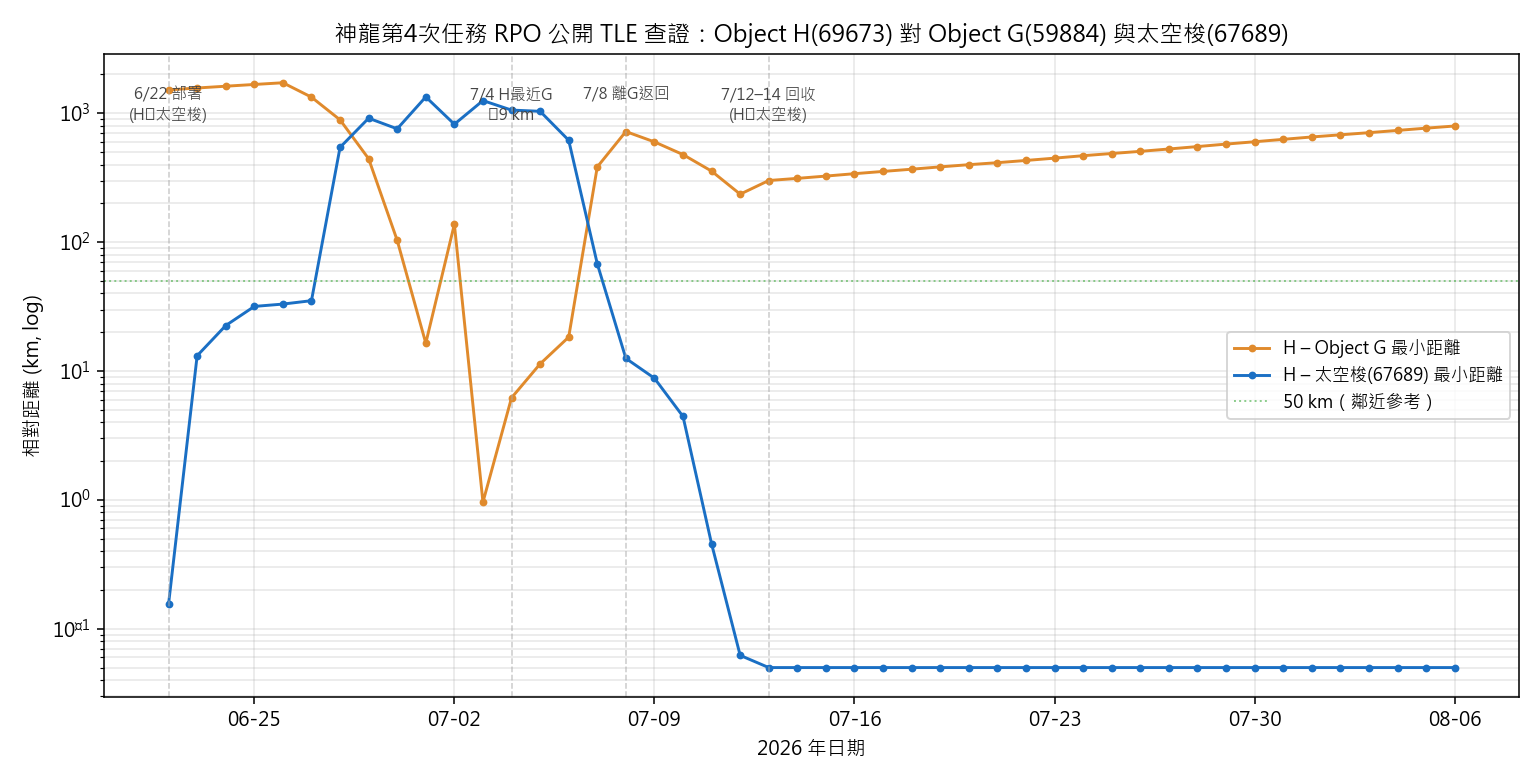 神龍第4次任務 RPO 公開 TLE 查證：Object H(69673) 對 Object G(59884) 與太空梭(67689)
6/22 部署
(H□太空梭)
7/4 H最近G
□9 km
7/8 離G返回
7/12–14 回收
(H□太空梭)
相對距離 (km, log)
10³
10²
10¹
10⁰
10¤1
H – Object G 最小距離
H – 太空梭(67689) 最小距離
50 km（鄰近參考）
06-25
07-02
07-09
07-16
07-23
07-30
08-06
2026 年日期